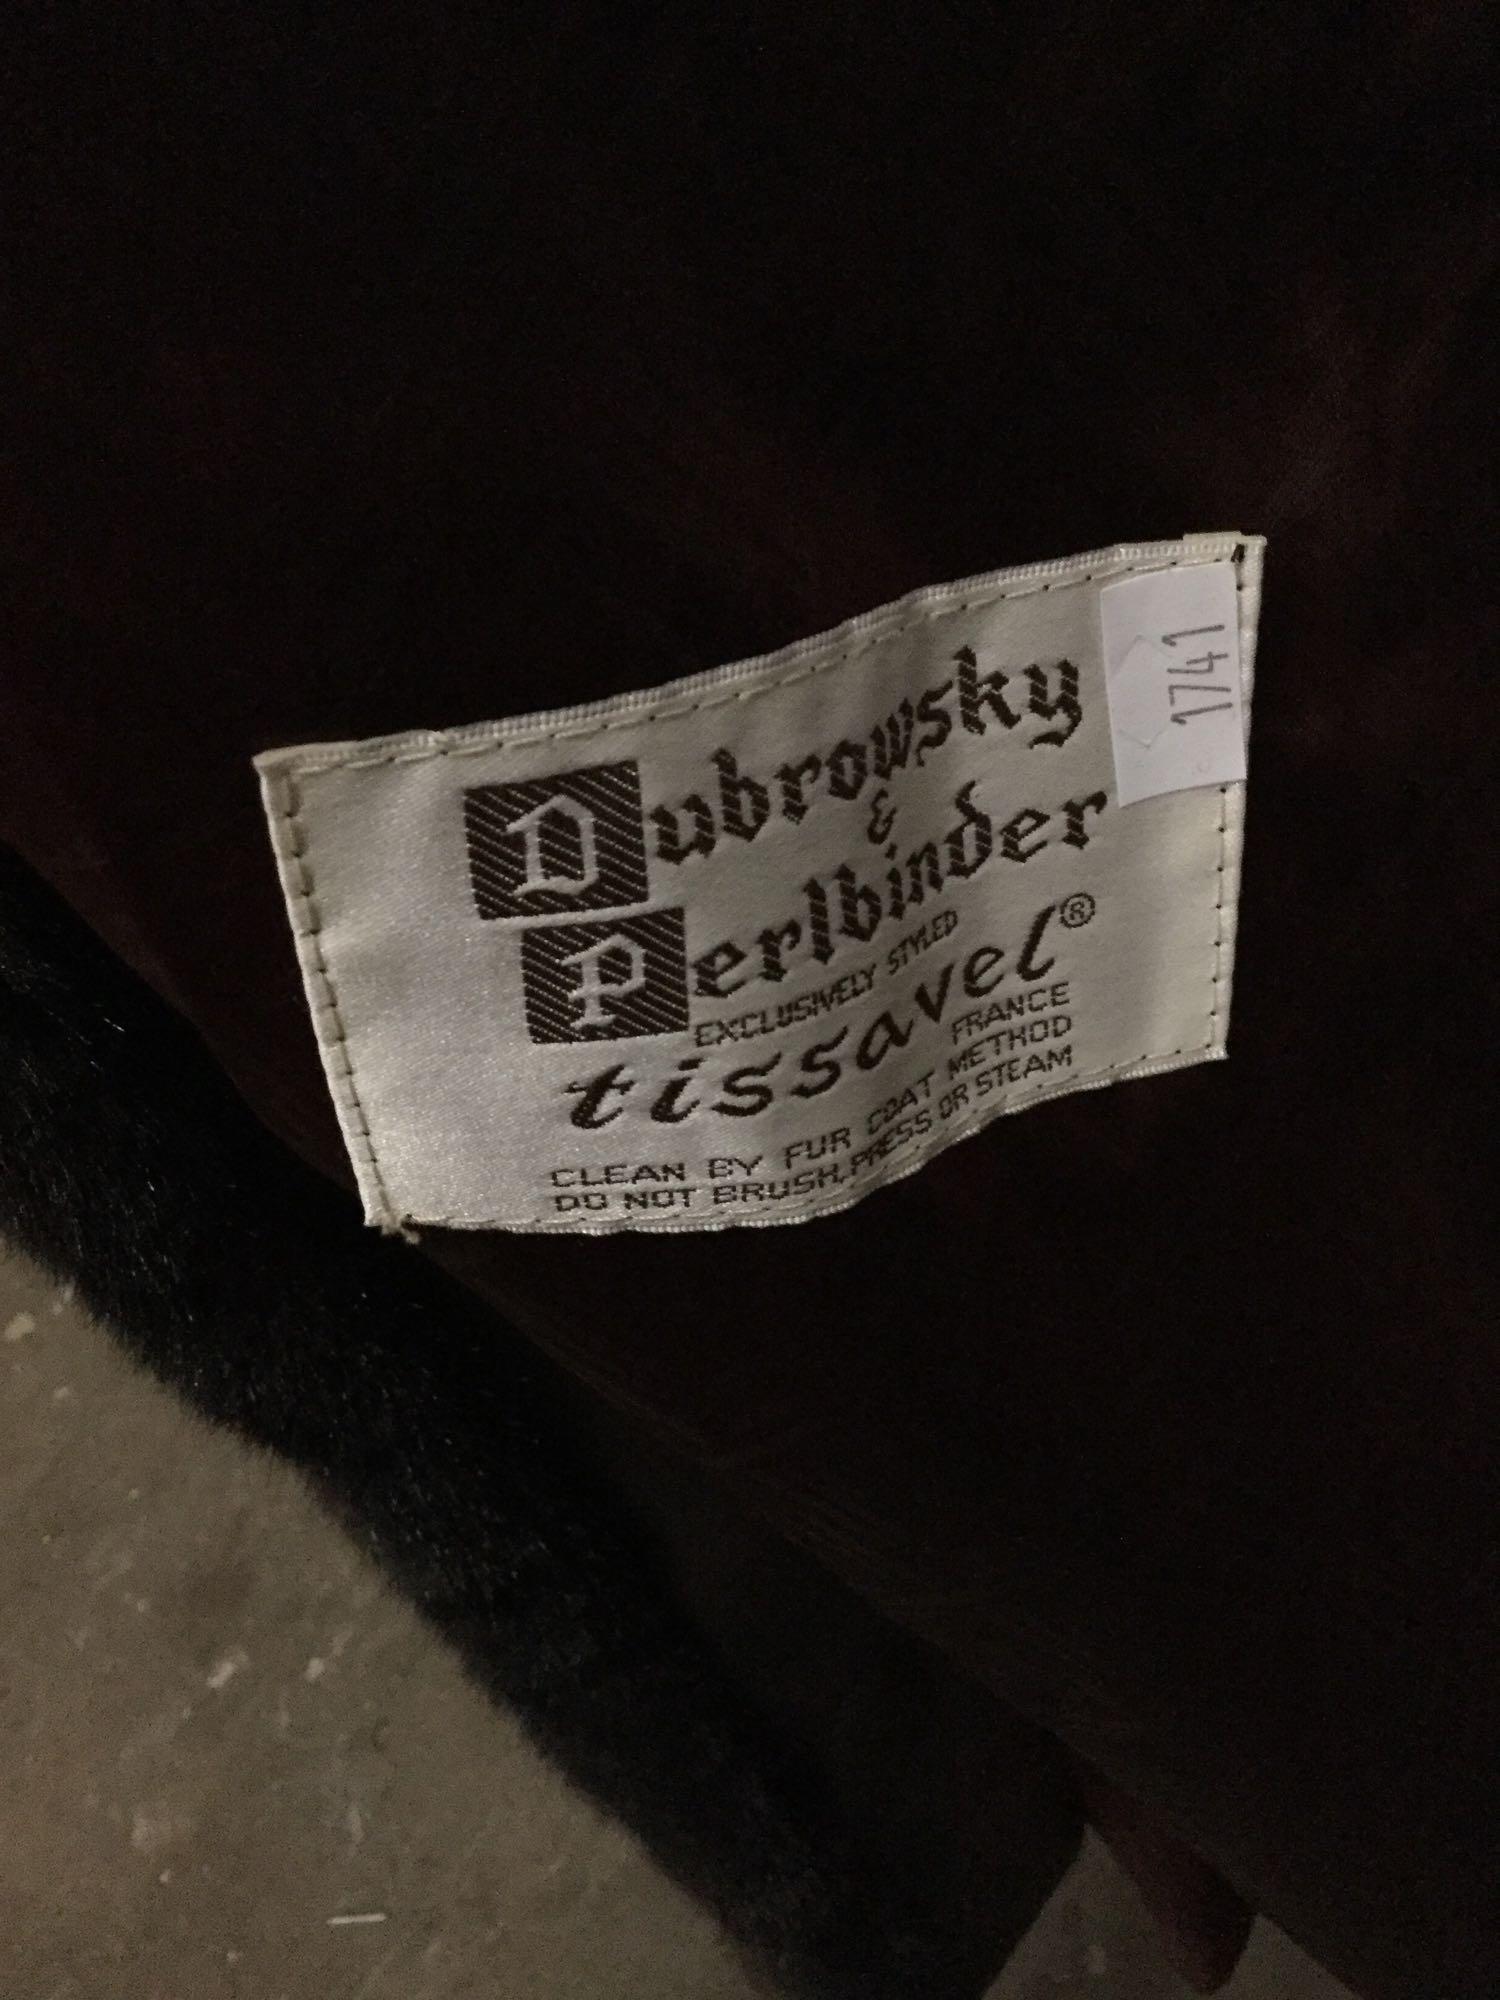 Dubrowsky
&
Perlbinder
EXCLUSIVELY STYLED
tissavel®
FRANCE
CLEAN BY FUR COAT METHOD
DO NOT BRUSH, PRESS OR STEAM
1741